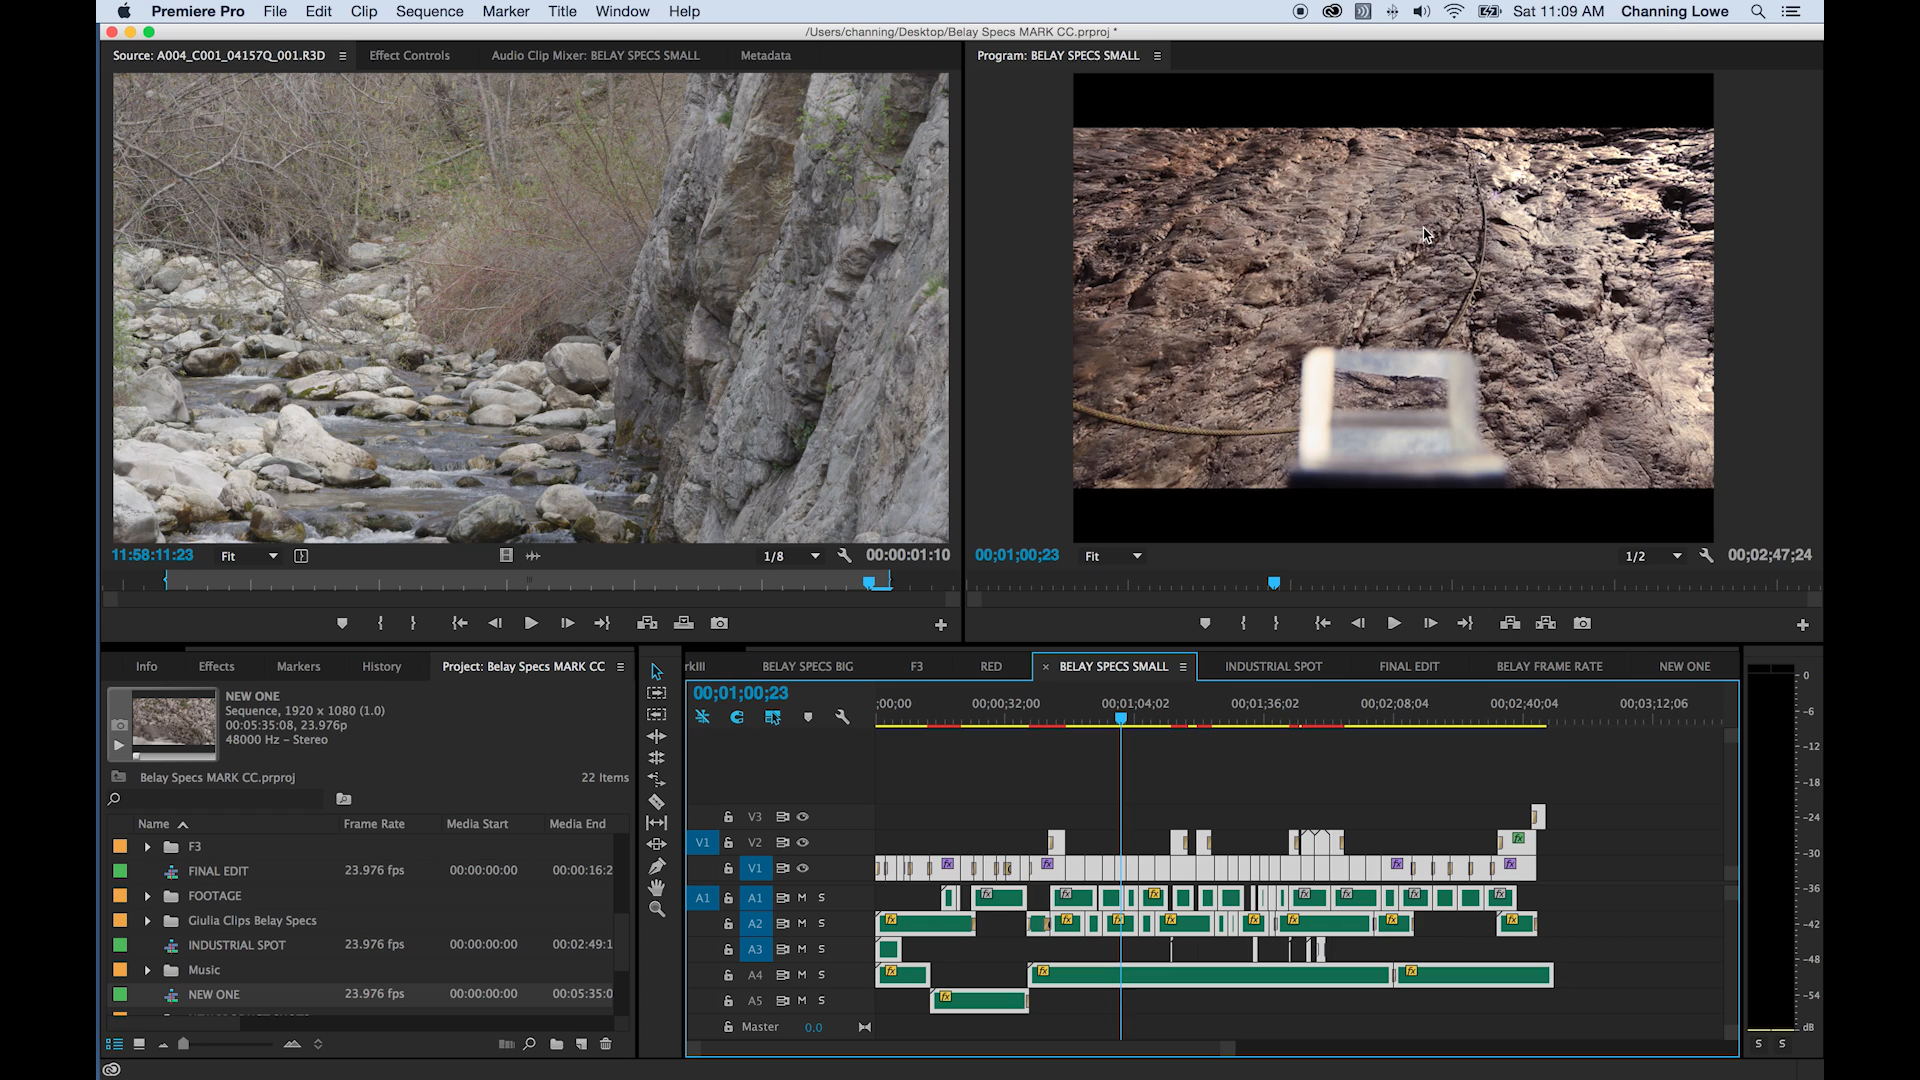 Premiere Pro File Edit Clip Sequence Marker Title Window Help Sat 11:09 AM Channing Lowe
/Users/channing/Desktop/Belay Specs MARK CC.prproj *
Source: A004_C001_04157Q_001.R3D Effect Controls Audio Clip Mixer: BELAY SPECS SMALL Metadata
Program: BELAY SPECS SMALL
11:58:11:23 Fit 1/8 00:00:01:10
00;01;00;23 Fit 1/2 00;02;47;24
Info Effects Markers History Project: Belay Specs MARK CC
rkIII BELAY SPECS BIG F3 RED × BELAY SPECS SMALL INDUSTRIAL SPOT FINAL EDIT BELAY FRAME RATE NEW ONE
NEW ONE
Sequence, 1920 x 1080 (1.0)
00:05:35:08, 23.976p
48000 Hz - Stereo
Belay Specs MARK CC.prproj 22 Items
Name Frame Rate Media Start Media End
F3
FINAL EDIT 23.976 fps 00:00:00:00 00:00:16:2
FOOTAGE
Giulia Clips Belay Specs
INDUSTRIAL SPOT 23.976 fps 00:00:00:00 00:02:49:1
Music
NEW ONE 23.976 fps 00:00:00:00 00:05:35:0
00;01;00;23
;00;00 00;00;32;00 00;01;04;02 00;01;36;02 00;02;08;04 00;02;40;04 00;03;12;06
V3
V1 V2
V1
A1 A1 M S
A2 M S
A3 M S
A4 M S
A5 M S
Master 0.0
0
-6
-12
-18
-24
-30
-36
-42
-48
-54
dB
S S